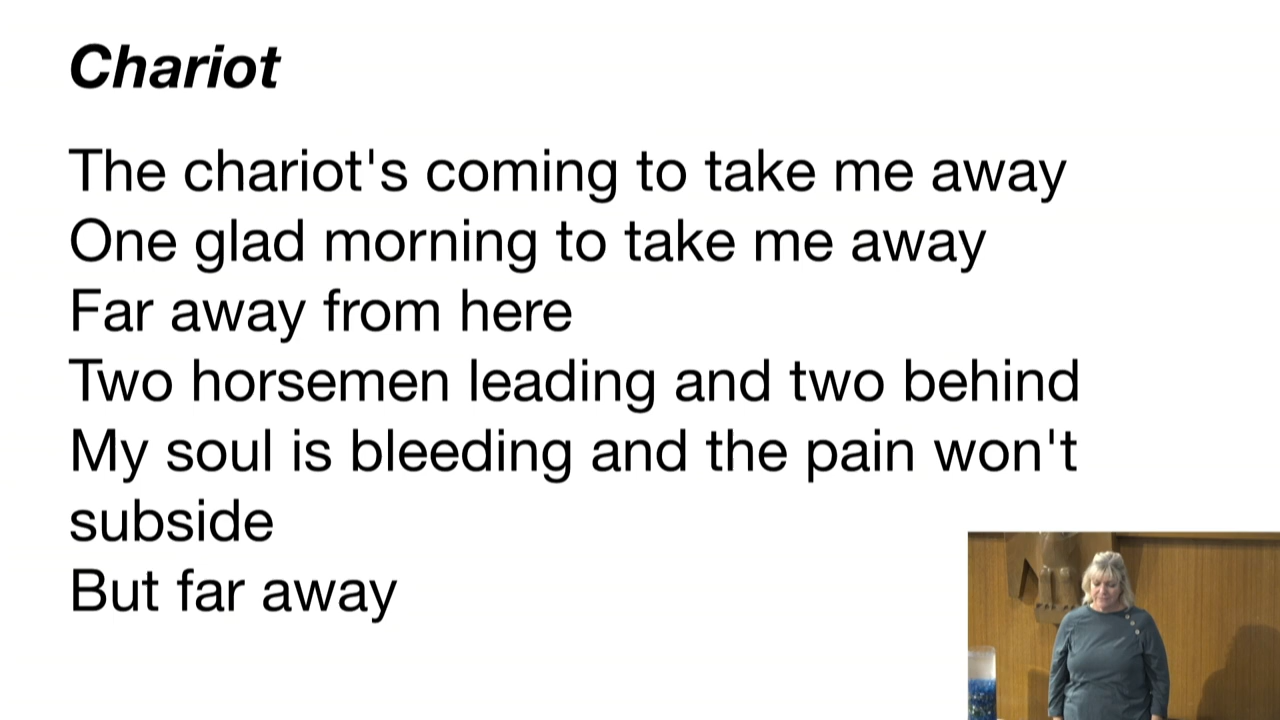 Chariot
The chariot's coming to take me away
One glad morning to take me away
Far away from here
Two horsemen leading and two behind
My soul is bleeding and the pain won't
subside
But far away